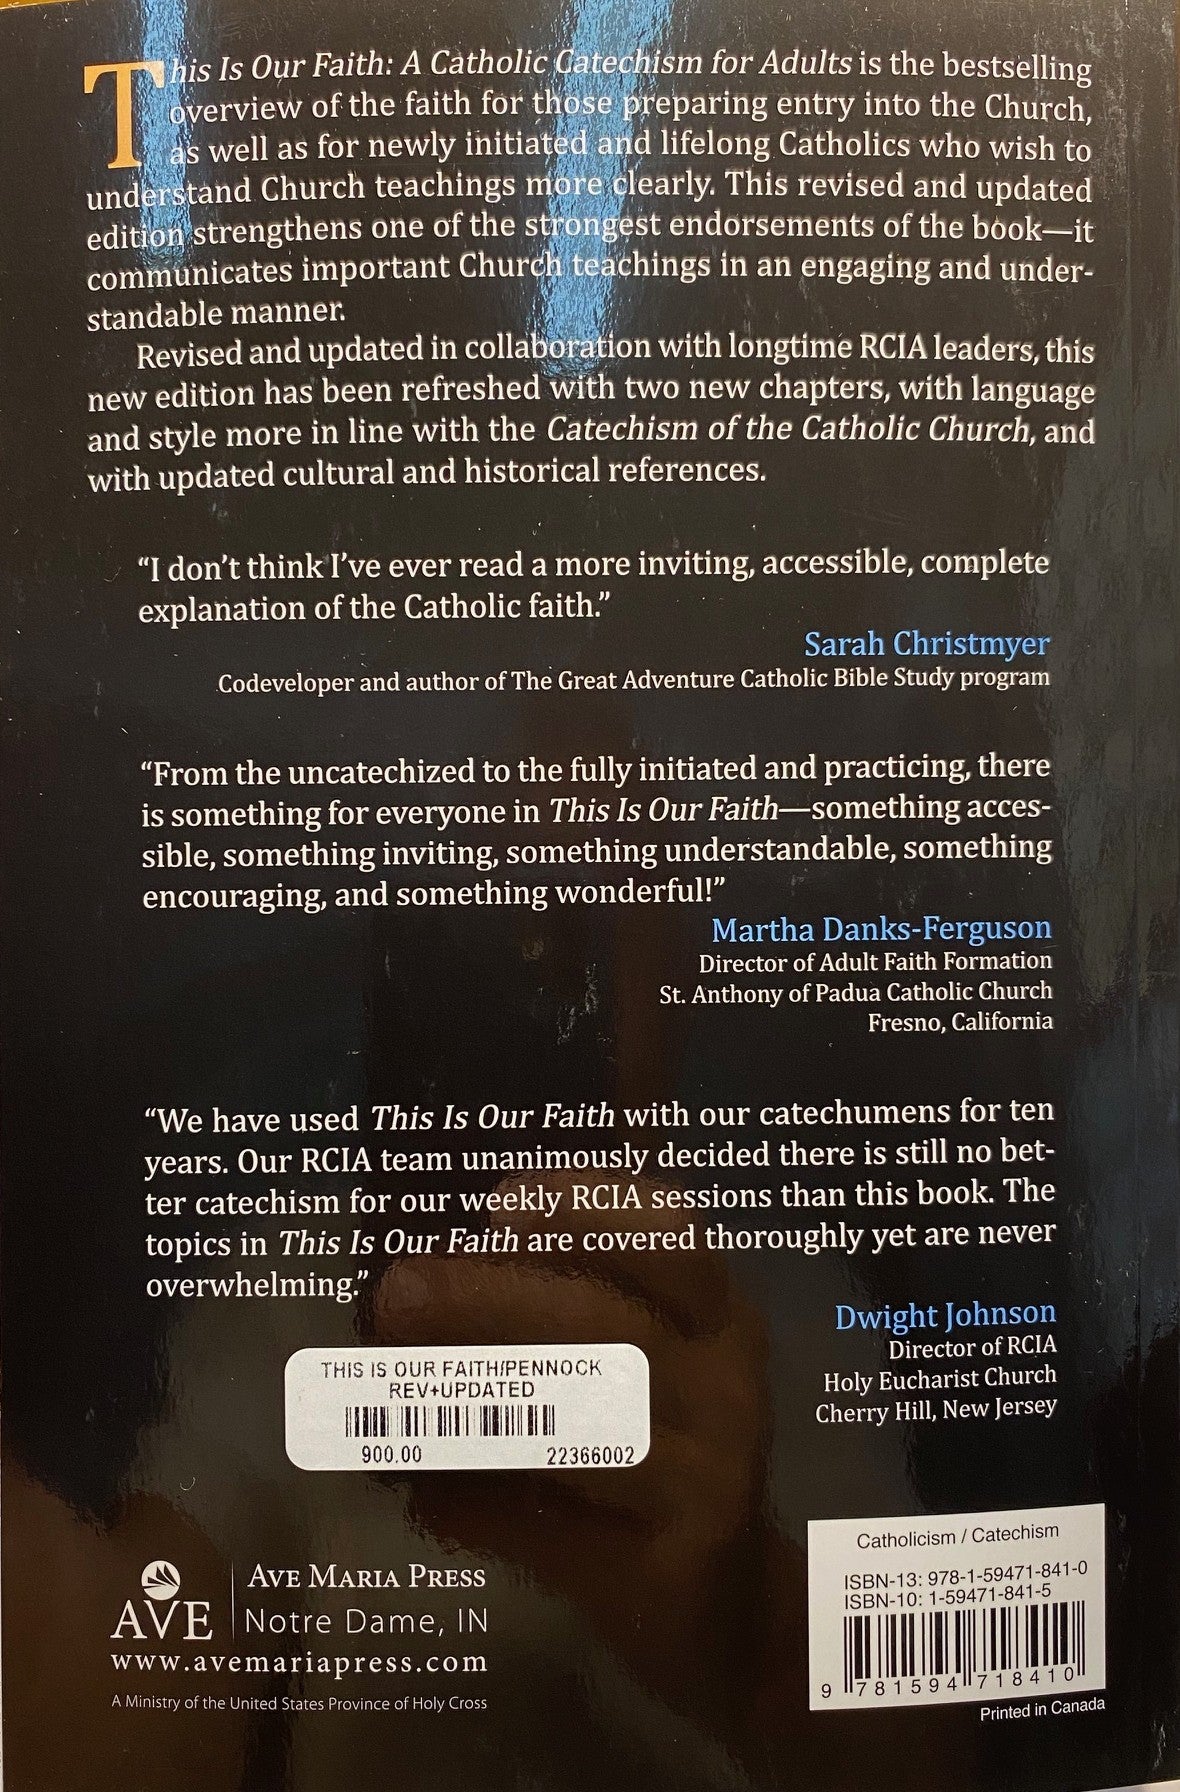 This Is Our Faith: A Catholic Catechism for Adults is the bestselling
overview of the faith for those preparing entry into the Church,
as well as for newly initiated and lifelong Catholics who wish to
understand Church teachings more clearly. This revised and updated
edition strengthens one of the strongest endorsements of the book—it
communicates important Church teachings in an engaging and under-
standable manner.
Revised and updated in collaboration with longtime RCIA leaders, this
new edition has been refreshed with two new chapters, with language
and style more in line with the Catechism of the Catholic Church, and
with updated cultural and historical references.
“I don’t think I’ve ever read a more inviting, accessible, complete
explanation of the Catholic faith.”
Sarah Christmyer
Codeveloper and author of The Great Adventure Catholic Bible Study program
“From the uncatechized to the fully initiated and practicing, there
is something for everyone in This Is Our Faith—something acces-
sible, something inviting, something understandable, something
encouraging, and something wonderful!”
Martha Danks-Ferguson
Director of Adult Faith Formation
St. Anthony of Padua Catholic Church
Fresno, California
“We have used This Is Our Faith with our catechumens for ten
years. Our RCIA team unanimously decided there is still no bet-
ter catechism for our weekly RCIA sessions than this book. The
topics in This Is Our Faith are covered thoroughly yet are never
overwhelming.”
Dwight Johnson
Director of RCIA
Holy Eucharist Church
Cherry Hill, New Jersey
THIS IS OUR FAITH/PENNOCK
REV+UPDATED
900.00 22366002
AVE
AVE MARIA PRESS
Notre Dame, IN
www.avemariapress.com
A Ministry of the United States Province of Holy Cross
Catholicism / Catechism
ISBN-13: 978-1-59471-841-0
ISBN-10: 1-59471-841-5
9 781594 718410
Printed in Canada